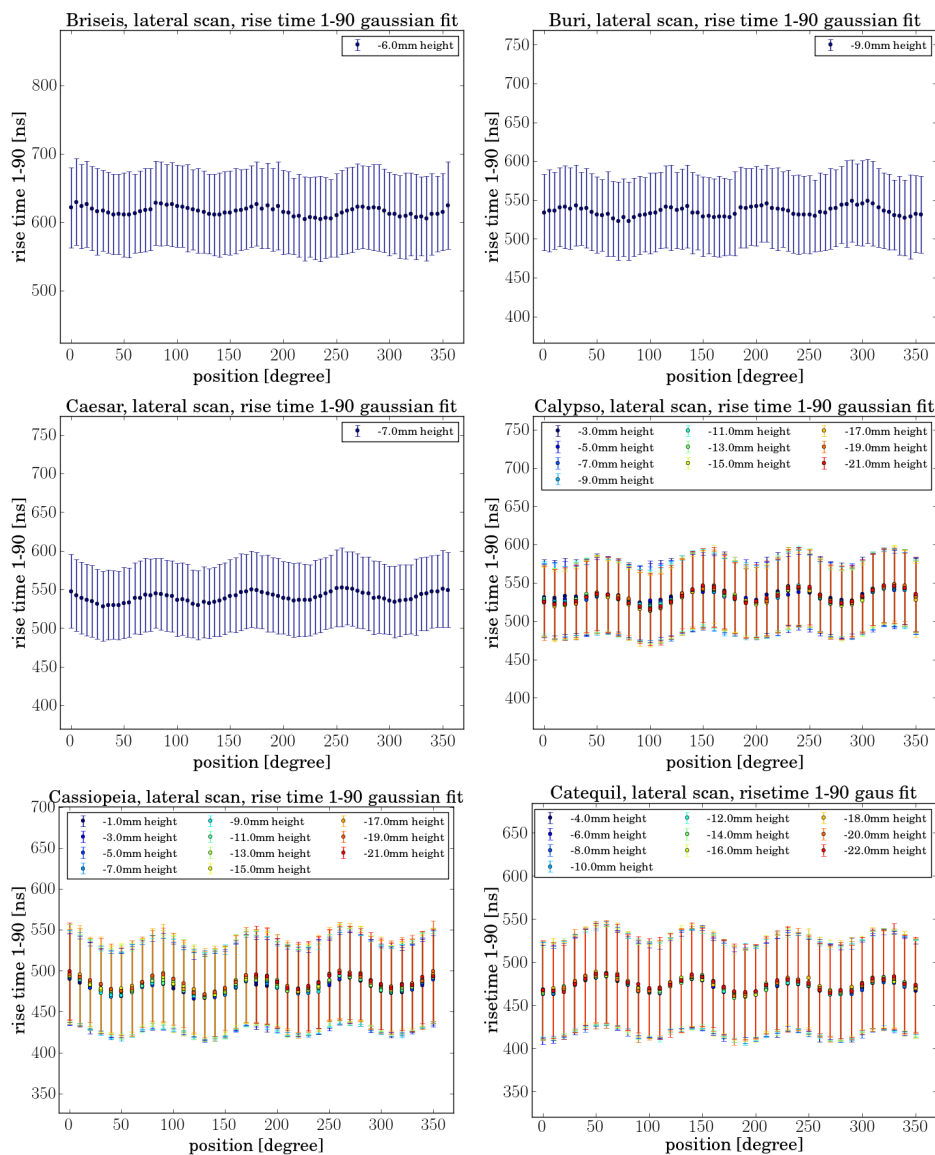 Briseis, lateral scan, rise time 1-90 gaussian fit
-6.0mm height
rise time 1-90 [ns]
800
700
600
500
0 50 100 150 200 250 300 350
position [degree]
Buri, lateral scan, rise time 1-90 gaussian fit
-9.0mm height
rise time 1-90 [ns]
750
700
650
600
550
500
450
400
0 50 100 150 200 250 300 350
position [degree]
Caesar, lateral scan, rise time 1-90 gaussian fit
-7.0mm height
rise time 1-90 [ns]
750
700
650
600
550
500
450
400
0 50 100 150 200 250 300 350
position [degree]
Calypso, lateral scan, rise time 1-90 gaussian fit
-3.0mm height -11.0mm height -17.0mm height
-5.0mm height -13.0mm height -19.0mm height
-7.0mm height -15.0mm height -21.0mm height
-9.0mm height
rise time 1-90 [ns]
750
700
650
600
550
500
450
400
0 50 100 150 200 250 300 350
position [degree]
Cassiopeia, lateral scan, rise time 1-90 gaussian fit
-1.0mm height -9.0mm height -17.0mm height
-3.0mm height -11.0mm height -19.0mm height
-5.0mm height -13.0mm height -21.0mm height
-7.0mm height -15.0mm height
rise time 1-90 [ns]
700
650
600
550
500
450
400
350
0 50 100 150 200 250 300 350
position [degree]
Catequil, lateral scan, risetime 1-90 gaus fit
-4.0mm height -12.0mm height -18.0mm height
-6.0mm height -14.0mm height -20.0mm height
-8.0mm height -16.0mm height -22.0mm height
-10.0mm height
risetime 1-90 [ns]
650
600
550
500
450
400
350
0 50 100 150 200 250 300 350
position [degree]